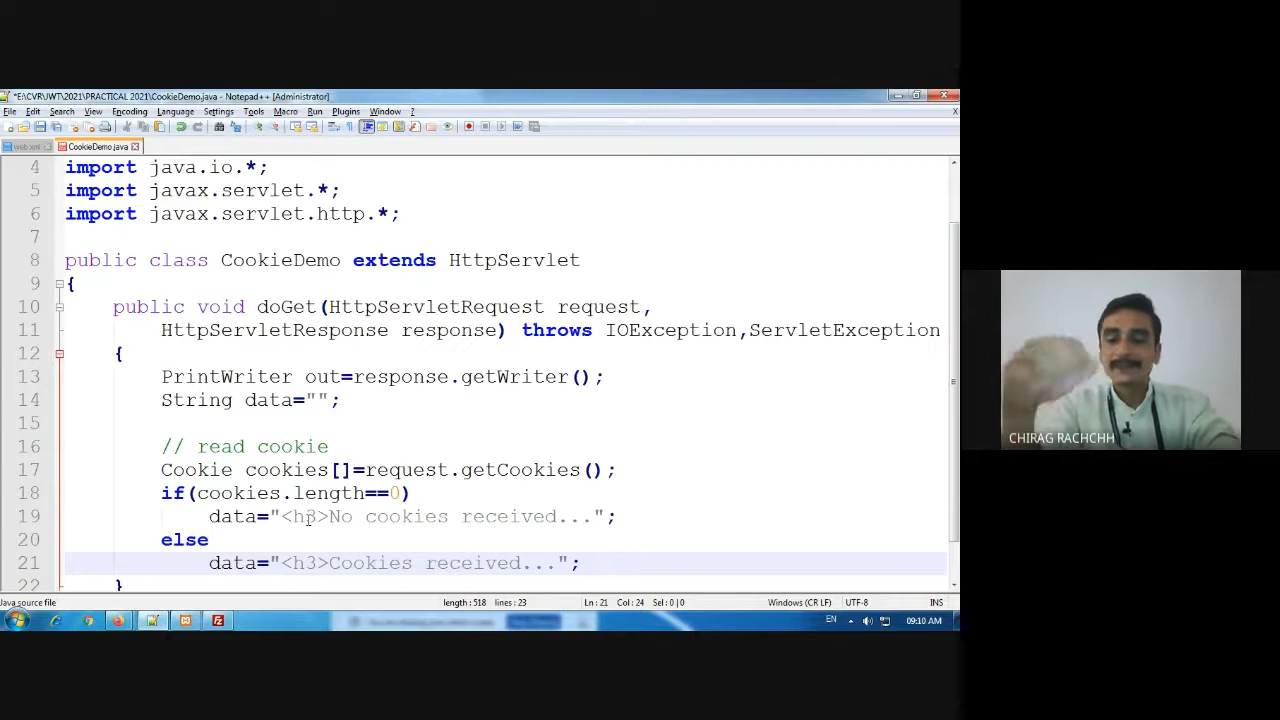 *E:\CVR\JWT\2021\PRACTICAL 2021\CookieDemo.java - Notepad++ [Administrator]
File Edit Search View Encoding Language Settings Tools Macro Run Plugins Window ?
X
web.xml CookieDemo.java
4 import java.io.*;
5 import javax.servlet.*;
6 import javax.servlet.http.*;
7
8 public class CookieDemo extends HttpServlet
9 {
10 public void doGet(HttpServletRequest request,
11 HttpServletResponse response) throws IOException,ServletException
12 {
13 PrintWriter out=response.getWriter();
14 String data="";
15
16 // read cookie
17 Cookie cookies[]=request.getCookies();
18 if(cookies.length==0)
19 data="<h3>No cookies received...";
20 else
21 data="<h3>Cookies received...";
22 }
Java source file length : 518 lines : 23 Ln : 21 Col : 24 Sel : 0 | 0 Windows (CR LF) UTF-8 INS
EN 09:10 AM
CHIRAG RACHCHH